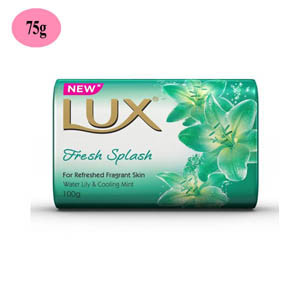 75g
NEW
LUX
Fresh Splash
For Refreshed Fragrant Skin
Water Lily & Cooling Mint
100g